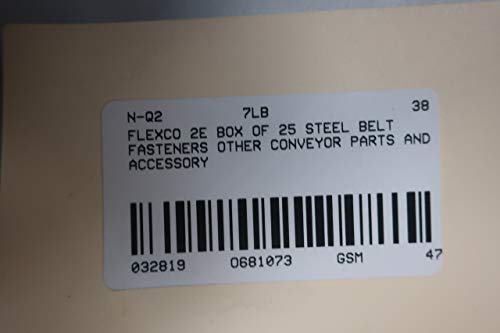 N-Q2 7LB 38
FLEXCO 2E BOX OF 25 STEEL BELT
FASTENERS OTHER CONVEYOR PARTS AND
ACCESSORY
032819 0681073 GSM 47